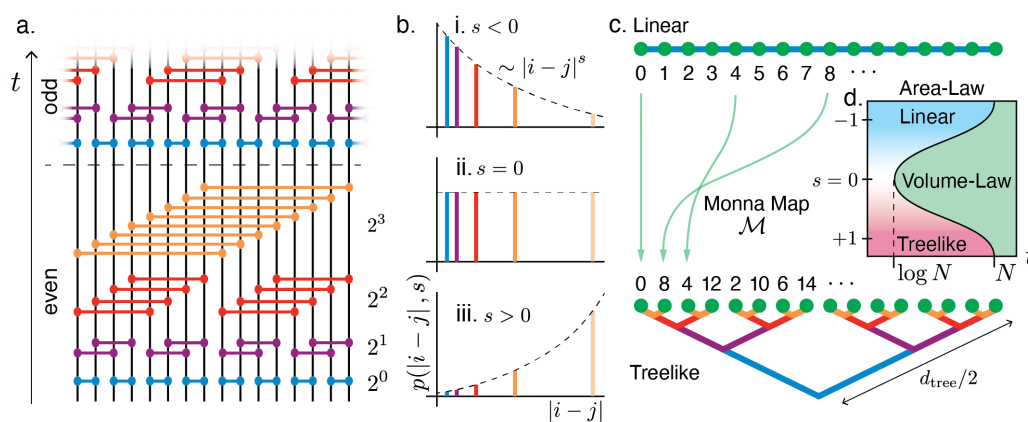 a.
t
odd
even
2^3
2^2
2^1
2^0
b.
i. s < 0
∼ |i − j|^s
ii. s = 0
iii. s > 0
p(|i − j|, s)
|i − j|
c. Linear
0 1 2 3 4 5 6 7 8 ···
Monna Map
M
0 8 4 12 2 10 6 14 ···
Treelike
d_tree/2
d.
Area-Law
−1
Linear
s = 0
Volume-Law
+1
Treelike
log N
N
t